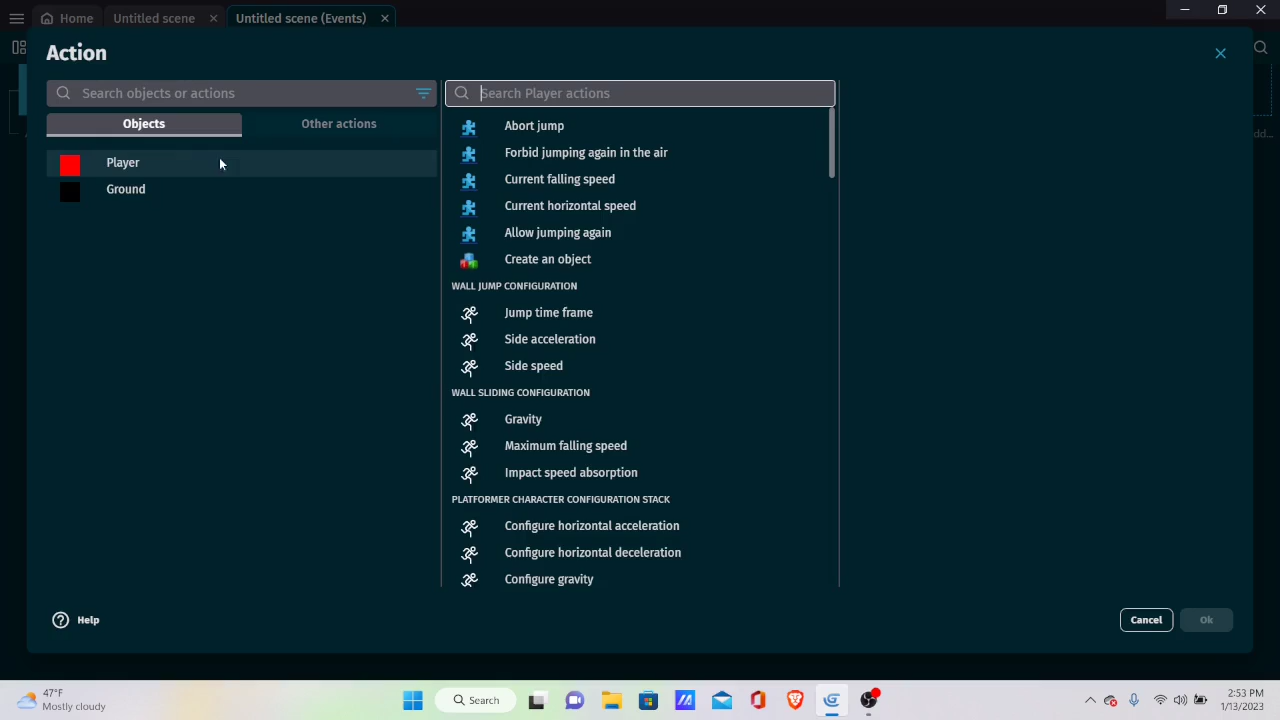 Home
Untitled scene
Untitled scene (Events)
Action
Search objects or actions
Search Player actions
Objects
Other actions
Player
Ground
Abort jump
Forbid jumping again in the air
Current falling speed
Current horizontal speed
Allow jumping again
Create an object
WALL JUMP CONFIGURATION
Jump time frame
Side acceleration
Side speed
WALL SLIDING CONFIGURATION
Gravity
Maximum falling speed
Impact speed absorption
PLATFORMER CHARACTER CONFIGURATION STACK
Configure horizontal acceleration
Configure horizontal deceleration
Configure gravity
dd...
Help
Cancel
Ok
47°F
Mostly cloudy
Search
2:53 PM
1/13/2023